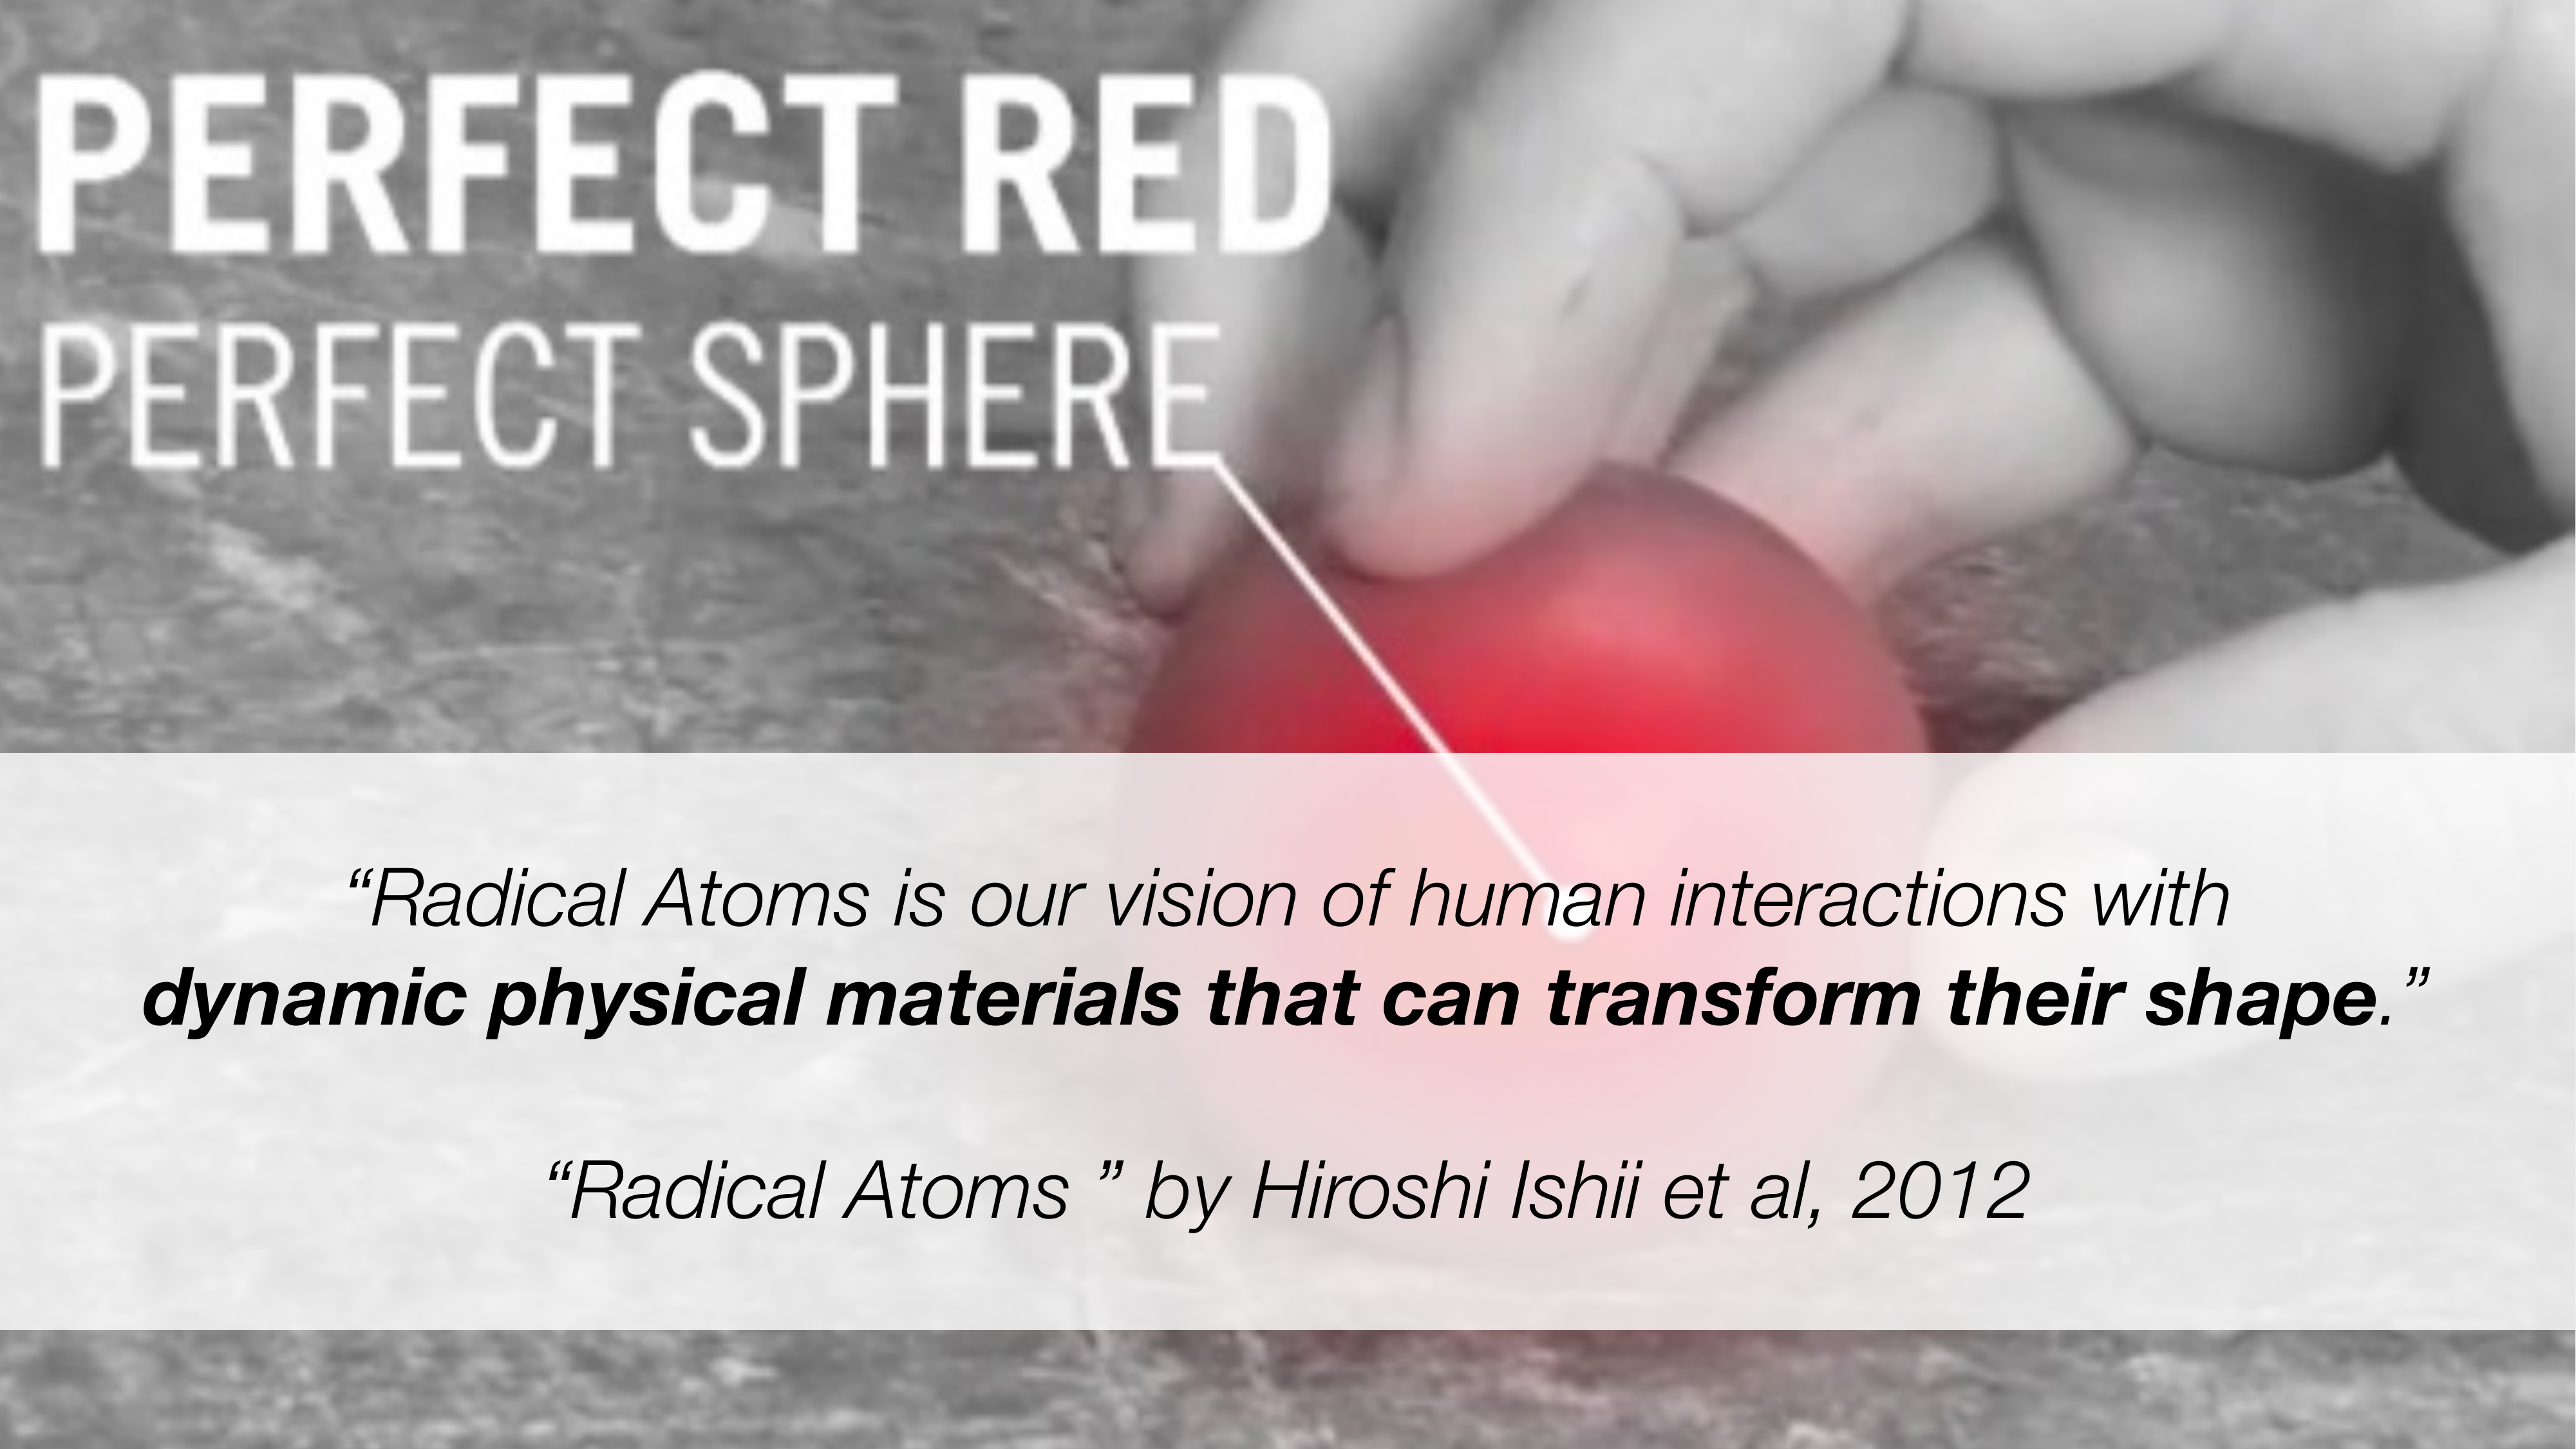 PERFECT RED
PERFECT SPHERE
“Radical Atoms is our vision of human interactions with
dynamic physical materials that can transform their shape.”
“Radical Atoms ” by Hiroshi Ishii et al, 2012